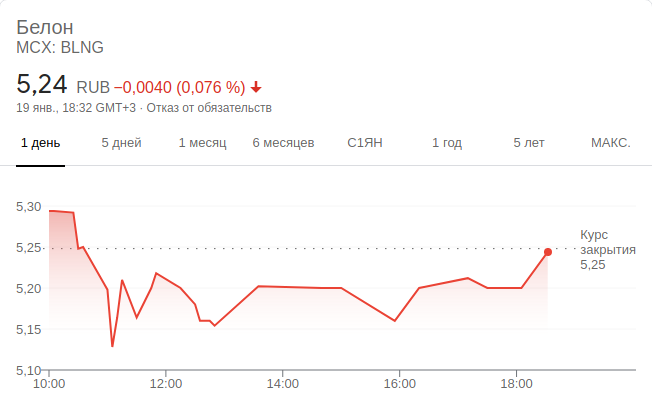 Белон
MCX: BLNG
5,24 RUB −0,0040 (0,076 %) ↓
19 янв., 18:32 GMT+3 · Отказ от обязательств
1 день 5 дней 1 месяц 6 месяцев С1ЯН 1 год 5 лет МАКС.
5,30
Курс
закрытия
5,25
5,25
5,20
5,15
5,10
10:00 12:00 14:00 16:00 18:00